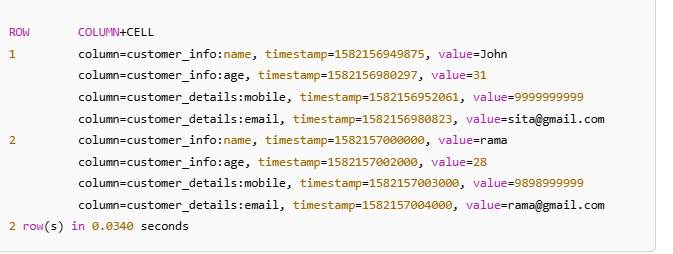 ROW COLUMN+CELL
1 column=customer_info:name, timestamp=1582156949875, value=John
column=customer_info:age, timestamp=1582156980297, value=31
column=customer_details:mobile, timestamp=1582156952061, value=9999999999
column=customer_details:email, timestamp=1582156980823, value=sita@gmail.com
2 column=customer_info:name, timestamp=1582157000000, value=rama
column=customer_info:age, timestamp=1582157002000, value=28
column=customer_details:mobile, timestamp=1582157003000, value=9898999999
column=customer_details:email, timestamp=1582157004000, value=rama@gmail.com
2 row(s) in 0.0340 seconds